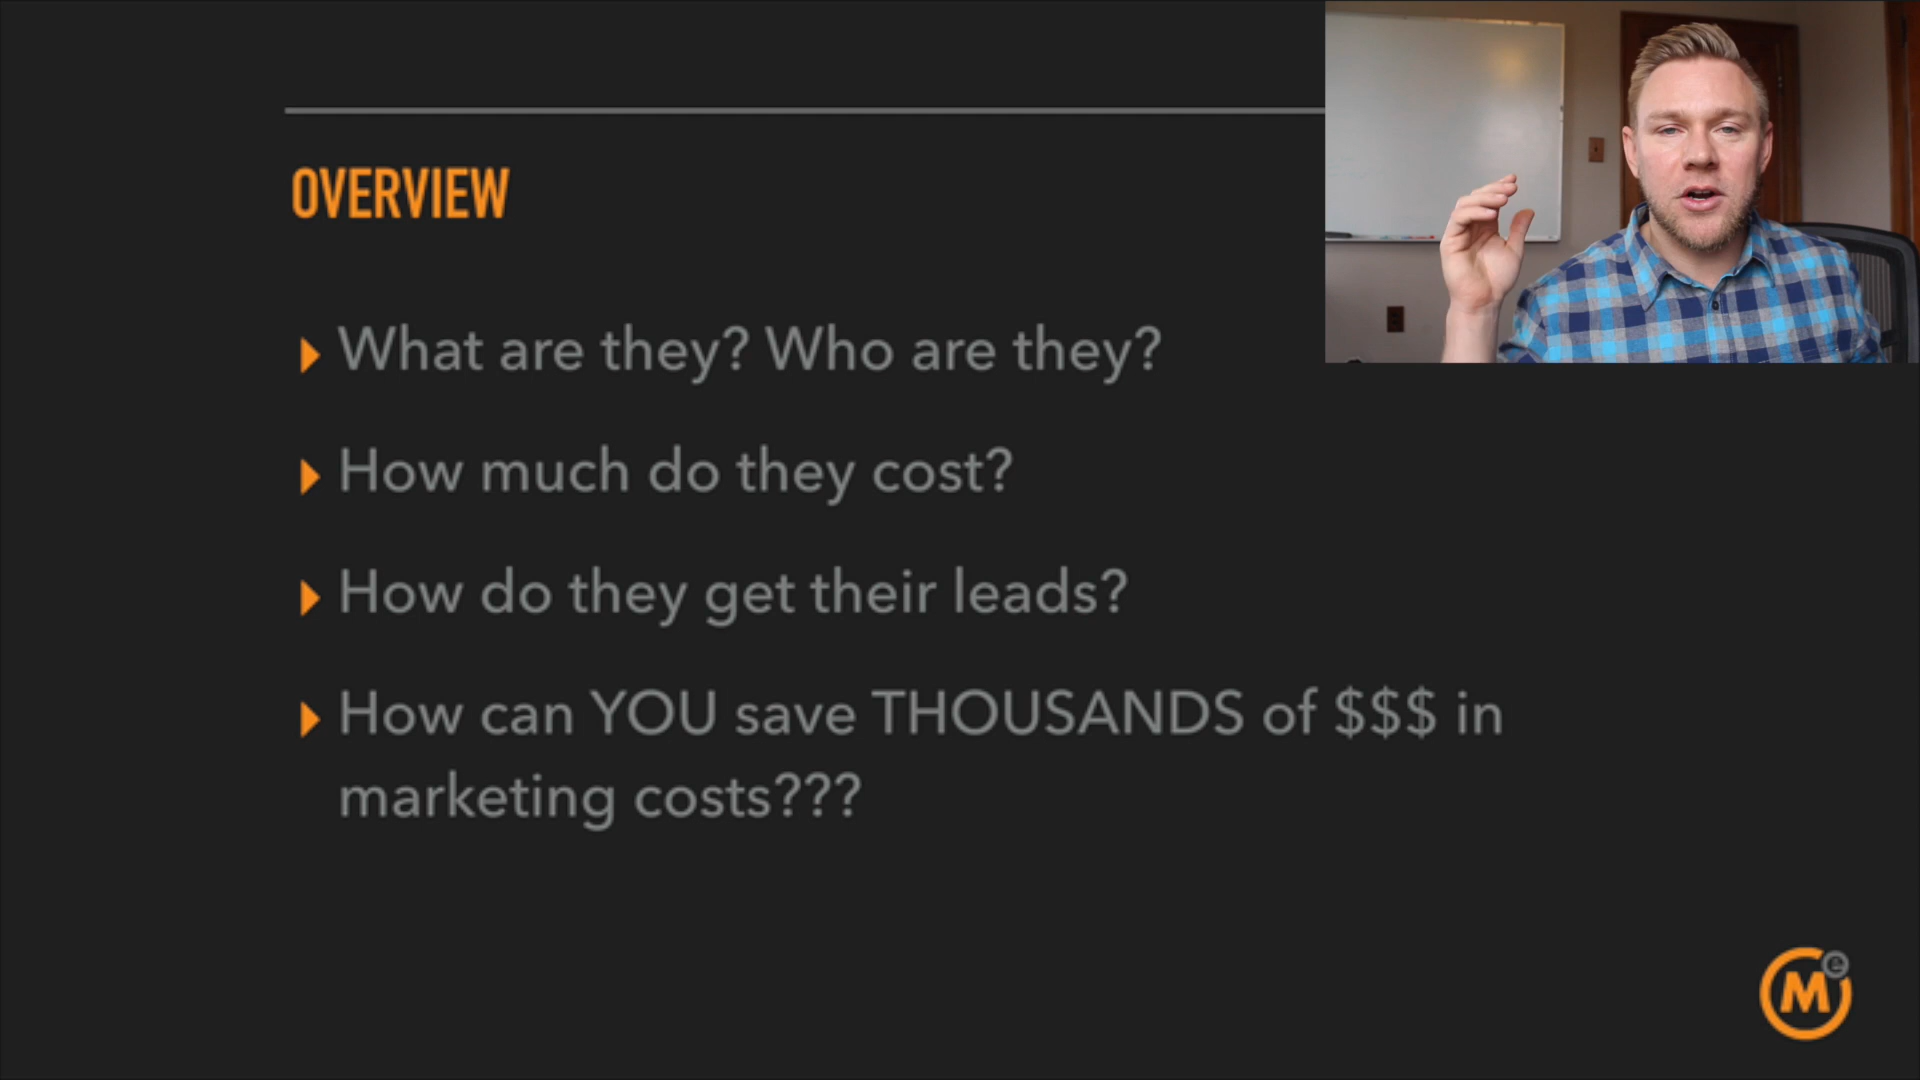 OVERVIEW
What are they? Who are they?
How much do they cost?
How do they get their leads?
How can YOU save THOUSANDS of $$$ in
marketing costs???
M e